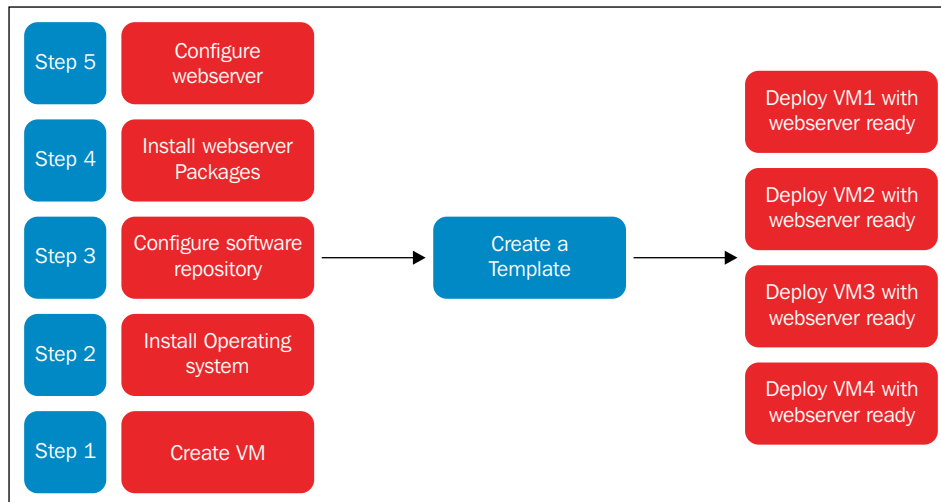 Step 5
Configure
webserver
Step 4
Install webserver
Packages
Step 3
Configure software
repository
Step 2
Install Operating
system
Step 1
Create VM
Create a
Template
Deploy VM1 with
webserver ready
Deploy VM2 with
webserver ready
Deploy VM3 with
webserver ready
Deploy VM4 with
webserver ready